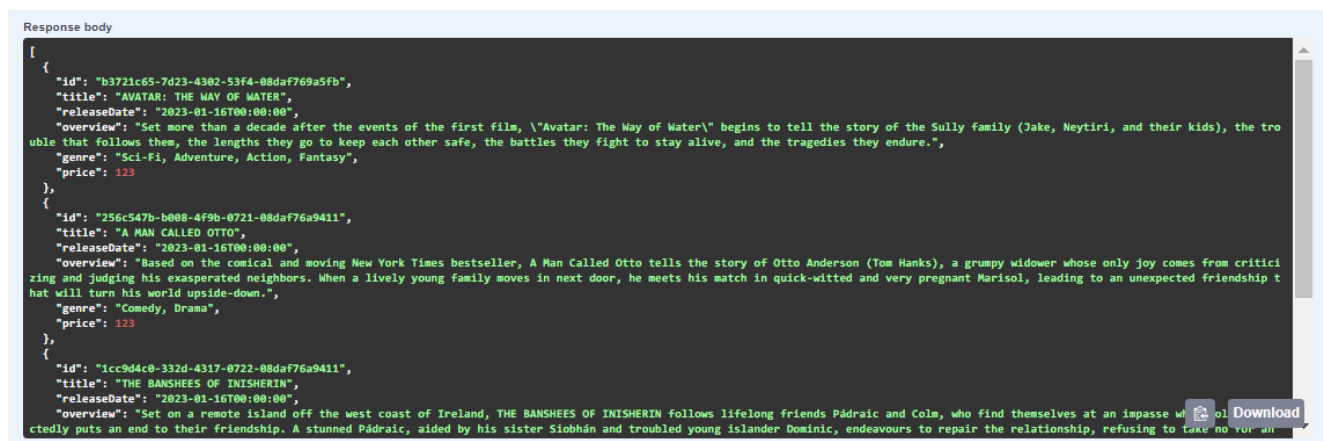 Response body
[
{
"id": "b3721c65-7d23-4302-53f4-08daf769a5fb",
"title": "AVATAR: THE WAY OF WATER",
"releaseDate": "2023-01-16T00:00:00",
"overview": "Set more than a decade after the events of the first film, \"Avatar: The Way of Water\" begins to tell the story of the Sully family (Jake, Neytiri, and their kids), the tro
uble that follows them, the lengths they go to keep each other safe, the battles they fight to stay alive, and the tragedies they endure.",
"genre": "Sci-Fi, Adventure, Action, Fantasy",
"price": 123
},
{
"id": "256c547b-b008-4f9b-0721-08daf76a9411",
"title": "A MAN CALLED OTTO",
"releaseDate": "2023-01-16T00:00:00",
"overview": "Based on the comical and moving New York Times bestseller, A Man Called Otto tells the story of Otto Anderson (Tom Hanks), a grumpy widower whose only joy comes from critici
zing and judging his exasperated neighbors. When a lively young family moves in next door, he meets his match in quick-witted and very pregnant Marisol, leading to an unexpected friendship t
hat will turn his world upside-down.",
"genre": "Comedy, Drama",
"price": 123
},
{
"id": "1cc9d4c0-332d-4317-0722-08daf76a9411",
"title": "THE BANSHEES OF INISHERIN",
"releaseDate": "2023-01-16T00:00:00",
"overview": "Set on a remote island off the west coast of Ireland, THE BANSHEES OF INISHERIN follows lifelong friends Pádraic and Colm, who find themselves at an impasse
Download
ctedly puts an end to their friendship. A stunned Pádraic, aided by his sister Siobhán and troubled young islander Dominic, endeavours to repair the relationship, refusing to take no for an